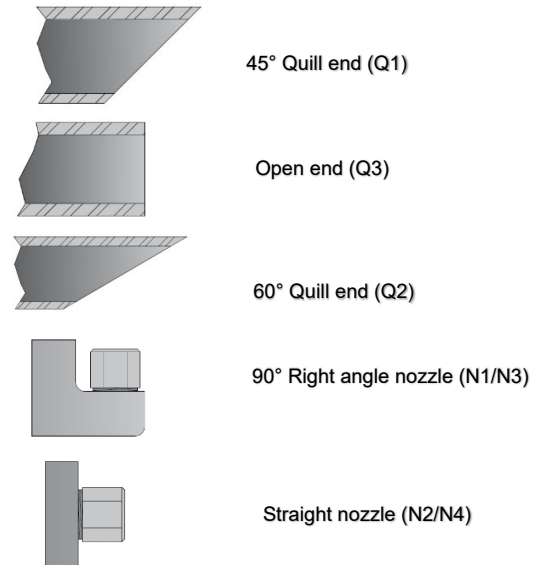 45° Quill end (Q1)
Open end (Q3)
60° Quill end (Q2)
90° Right angle nozzle (N1/N3)
Straight nozzle (N2/N4)